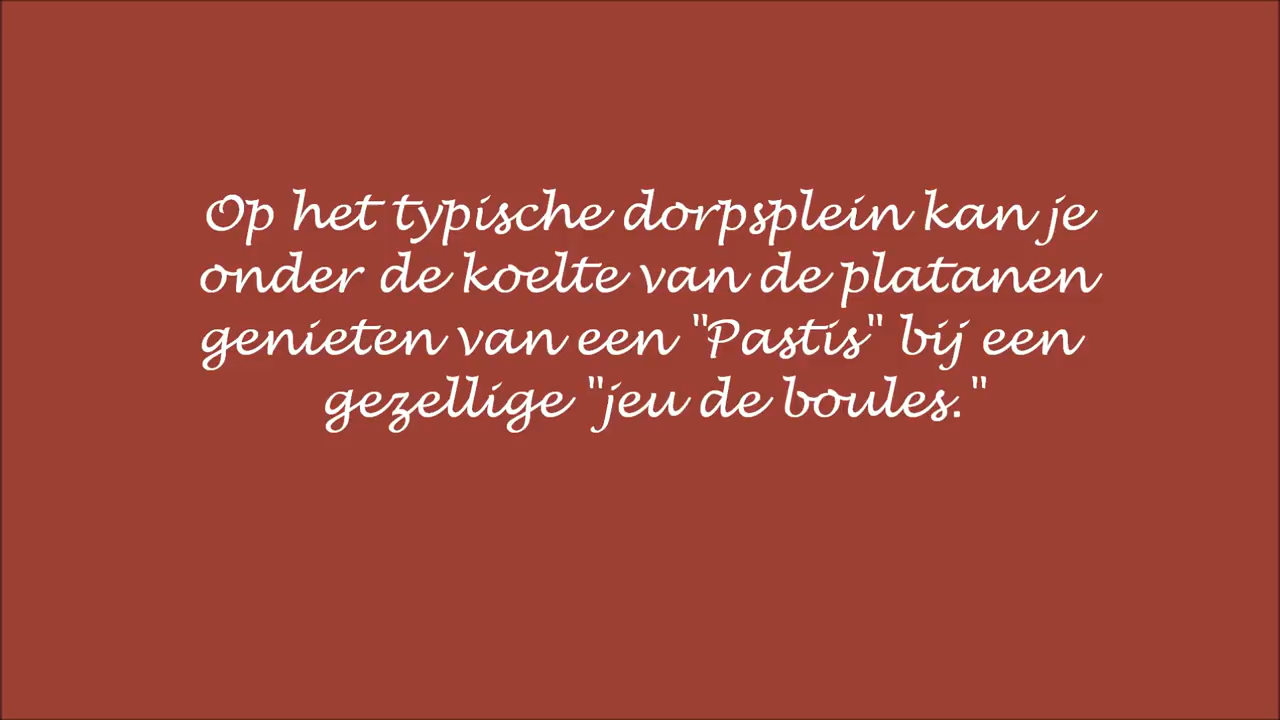 Op het typische dorpsplein kan je
onder de koelte van de platanen
genieten van een "Pastis" bij een
gezellige "jeu de boules."